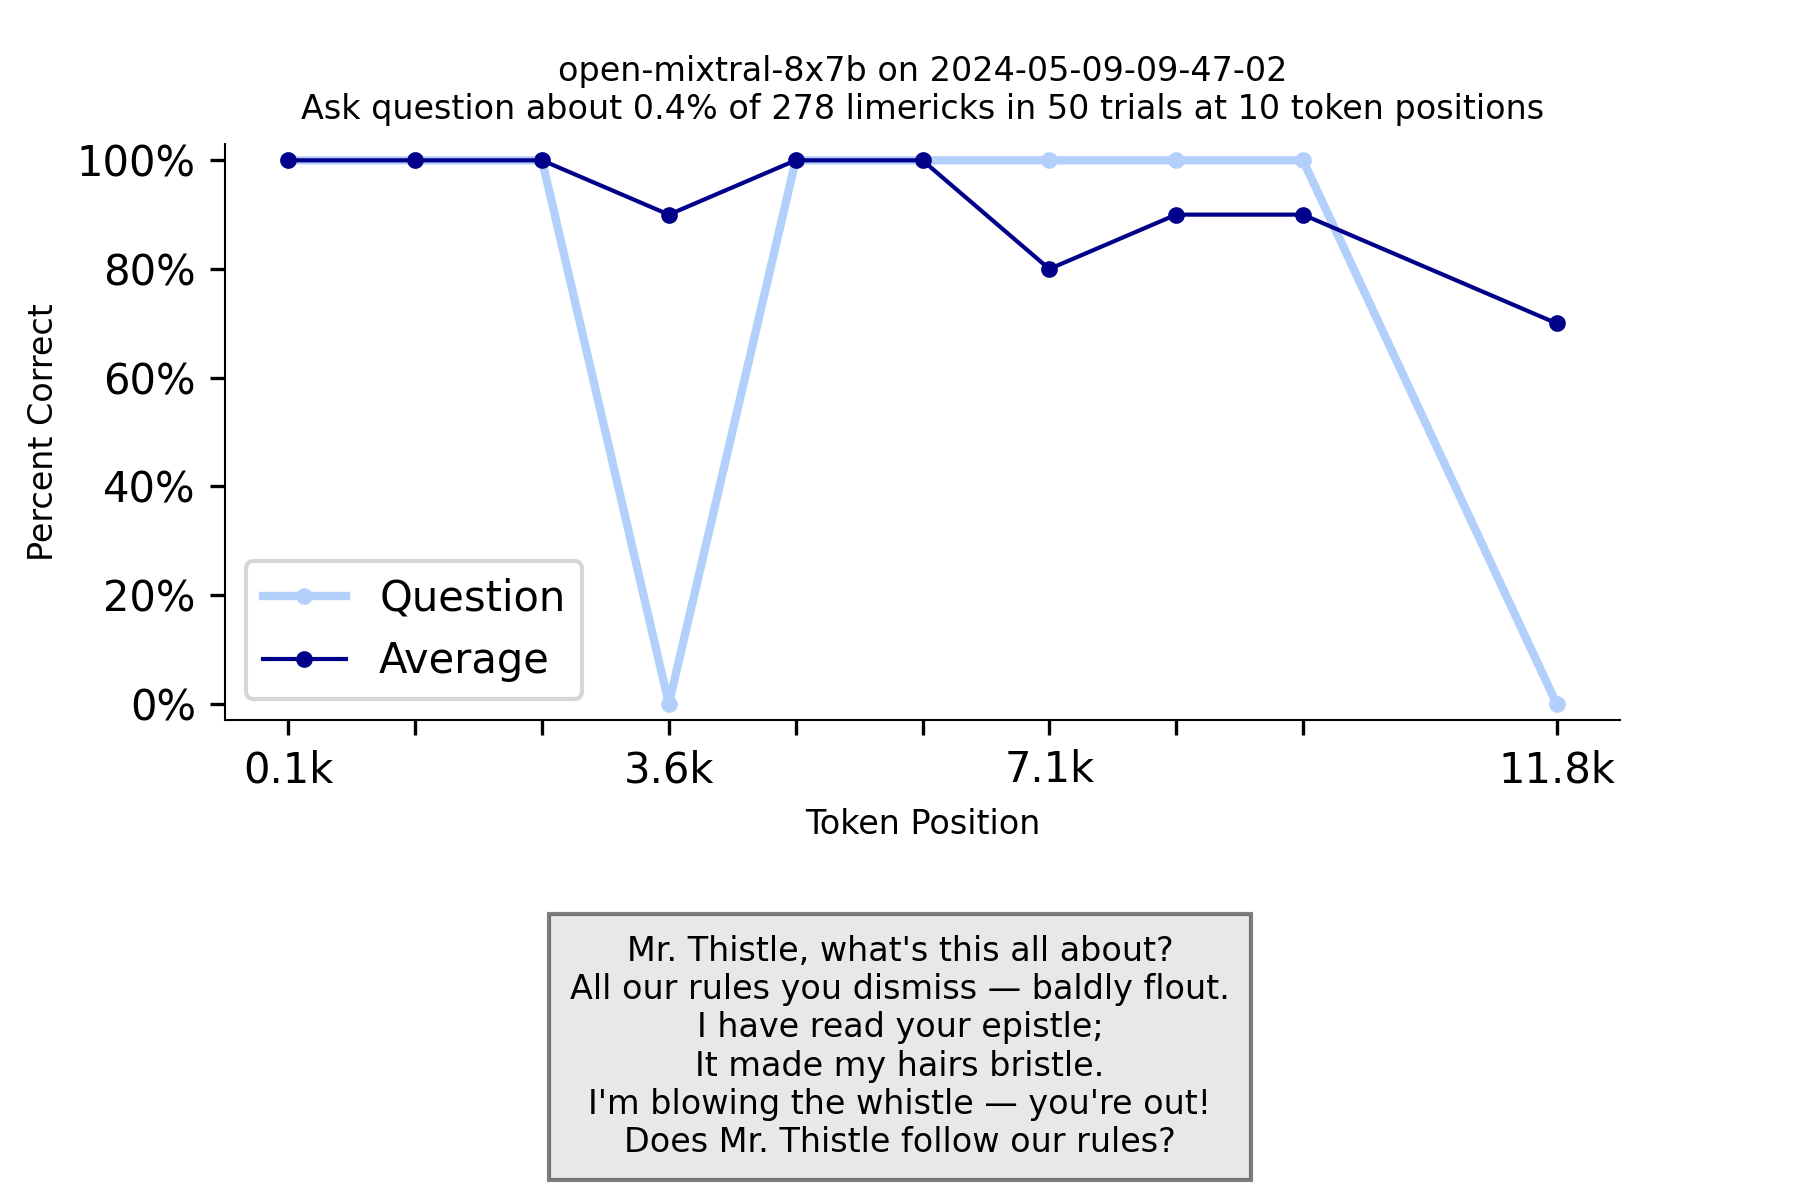 open-mixtral-8x7b on 2024-05-09-09-47-02
Ask question about 0.4% of 278 limericks in 50 trials at 10 token positions
100%
80%
60%
40%
20%
0%
Percent Correct
Question
Average
0.1k
3.6k
7.1k
11.8k
Token Position
Mr. Thistle, what's this all about?
All our rules you dismiss — baldly flout.
I have read your epistle;
It made my hairs bristle.
I'm blowing the whistle — you're out!
Does Mr. Thistle follow our rules?